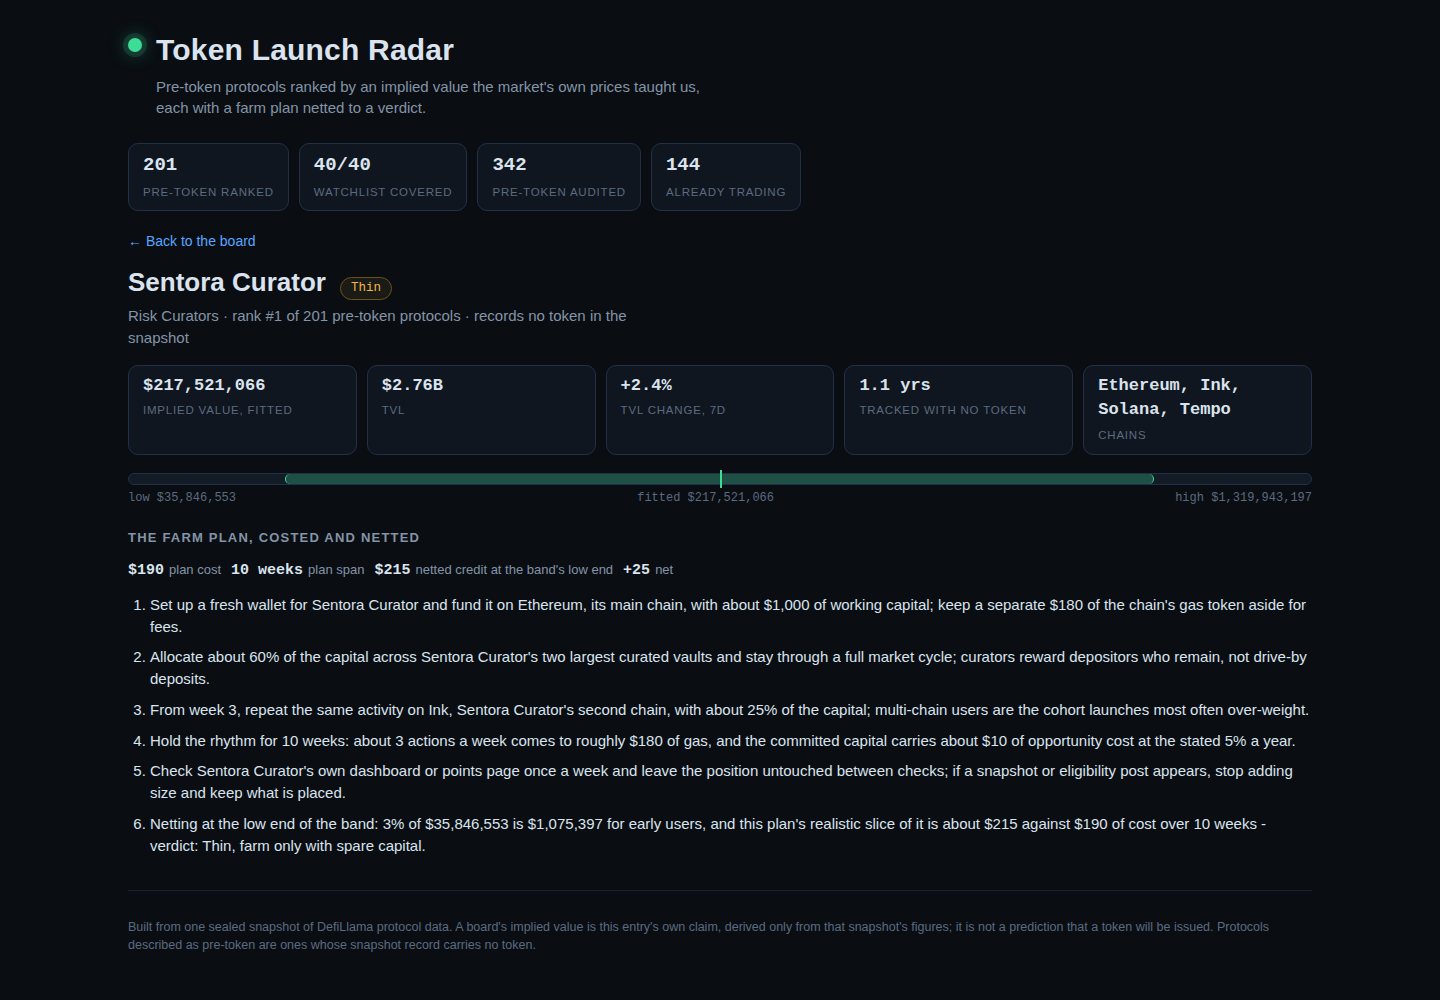 Token Launch Radar
Pre-token protocols ranked by an implied value the market's own prices taught us,
each with a farm plan netted to a verdict.
201
PRE-TOKEN RANKED
40/40
WATCHLIST COVERED
342
PRE-TOKEN AUDITED
144
ALREADY TRADING
← Back to the board
Sentora Curator Thin
Risk Curators · rank #1 of 201 pre-token protocols · records no token in the
snapshot
$217,521,066
IMPLIED VALUE, FITTED
$2.76B
TVL
+2.4%
TVL CHANGE, 7D
1.1 yrs
TRACKED WITH NO TOKEN
Ethereum, Ink,
Solana, Tempo
CHAINS
low $35,846,553 fitted $217,521,066 high $1,319,943,197
THE FARM PLAN, COSTED AND NETTED
$190 plan cost 10 weeks plan span $215 netted credit at the band's low end +25 net
1. Set up a fresh wallet for Sentora Curator and fund it on Ethereum, its main chain, with about $1,000 of working capital; keep a separate $180 of the chain's gas token aside for
fees.
2. Allocate about 60% of the capital across Sentora Curator's two largest curated vaults and stay through a full market cycle; curators reward depositors who remain, not drive-by
deposits.
3. From week 3, repeat the same activity on Ink, Sentora Curator's second chain, with about 25% of the capital; multi-chain users are the cohort launches most often over-weight.
4. Hold the rhythm for 10 weeks: about 3 actions a week comes to roughly $180 of gas, and the committed capital carries about $10 of opportunity cost at the stated 5% a year.
5. Check Sentora Curator's own dashboard or points page once a week and leave the position untouched between checks; if a snapshot or eligibility post appears, stop adding
size and keep what is placed.
6. Netting at the low end of the band: 3% of $35,846,553 is $1,075,397 for early users, and this plan's realistic slice of it is about $215 against $190 of cost over 10 weeks -
verdict: Thin, farm only with spare capital.
Built from one sealed snapshot of DefiLlama protocol data. A board's implied value is this entry's own claim, derived only from that snapshot's figures; it is not a prediction that a token will be issued. Protocols
described as pre-token are ones whose snapshot record carries no token.